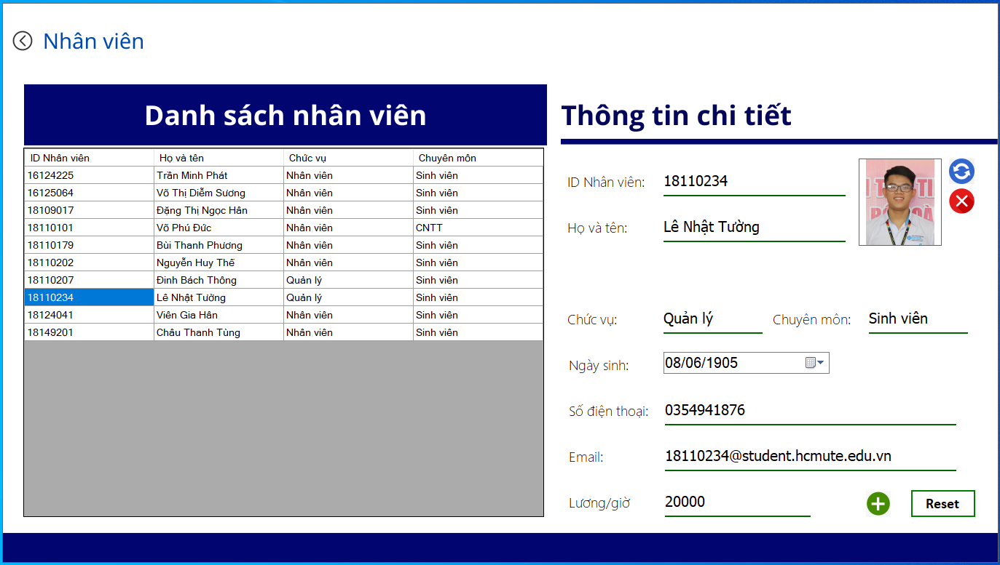 Nhân viên
Danh sách nhân viên
ID Nhân viên Họ và tên Chức vụ Chuyên môn
16124225 Trần Minh Phát Nhân viên Sinh viên
16125064 Võ Thị Diễm Sương Nhân viên Sinh viên
18109017 Đặng Thị Ngọc Hân Nhân viên Sinh viên
18110101 Võ Phú Đức Nhân viên CNTT
18110179 Bùi Thanh Phương Nhân viên Sinh viên
18110202 Nguyễn Huy Thế Nhân viên Sinh viên
18110207 Đinh Bách Thông Quản lý Sinh viên
18110234 Lê Nhật Tường Quản lý Sinh viên
18124041 Viên Gia Hân Nhân viên Sinh viên
18149201 Châu Thanh Tùng Nhân viên Sinh viên
Thông tin chi tiết
ID Nhân viên: 18110234
Họ và tên: Lê Nhật Tường
Chức vụ: Quản lý Chuyên môn: Sinh viên
Ngày sinh: 08/06/1905
Số điện thoại: 0354941876
Email: 18110234@student.hcmute.edu.vn
Lương/giờ 20000
Reset